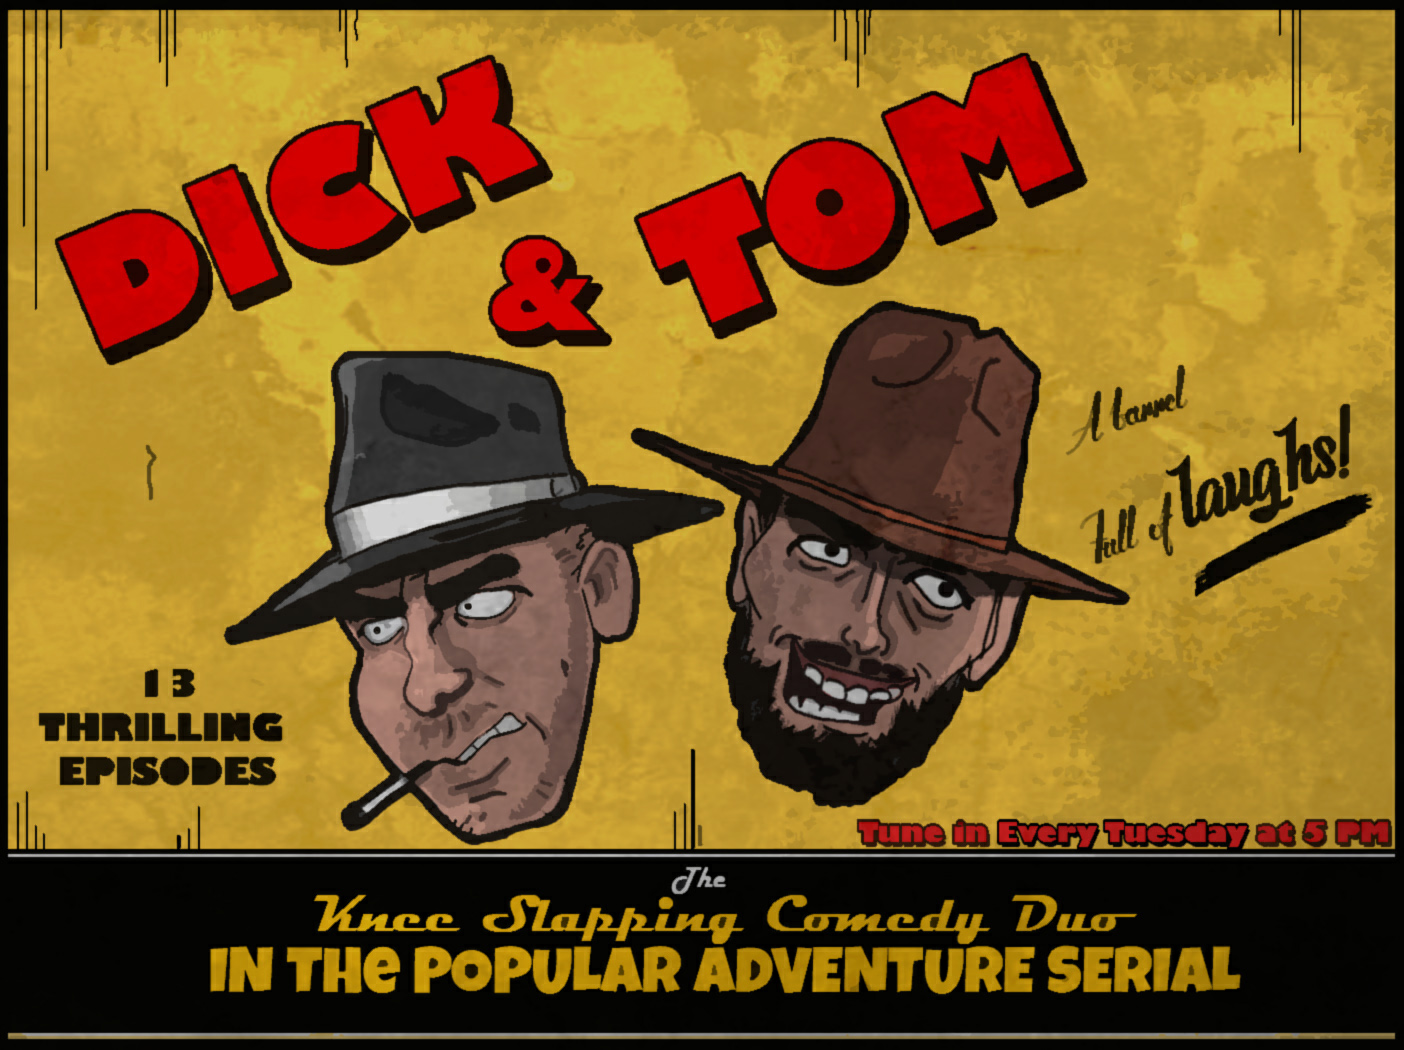 DICK
& TOM
A barrel
Full of laughs!
13
THRILLING
EPISODES
Tune in Every Tuesday at 5 PM
The
Knee Slapping Comedy Duo
IN THe POPULAR ADVENTURE SERIAL